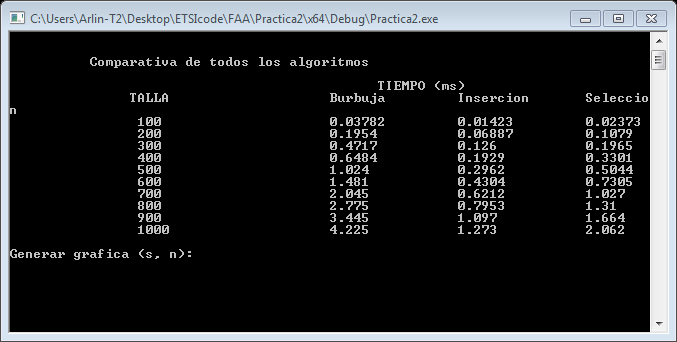 C:\Users\Arlin-T2\Desktop\ETSIcode\FAA\Practica2\x64\Debug\Practica2.exe
Comparativa de todos los algoritmos
TIEMPO (ms)
TALLA Burbuja Insercion Seleccio
n
100 0.03782 0.01423 0.02373
200 0.1954 0.06887 0.1079
300 0.4717 0.126 0.1965
400 0.6484 0.1929 0.3301
500 1.024 0.2962 0.5044
600 1.481 0.4304 0.7305
700 2.045 0.6212 1.027
800 2.775 0.7953 1.31
900 3.445 1.097 1.664
1000 4.225 1.273 2.062
Generar grafica (s, n):